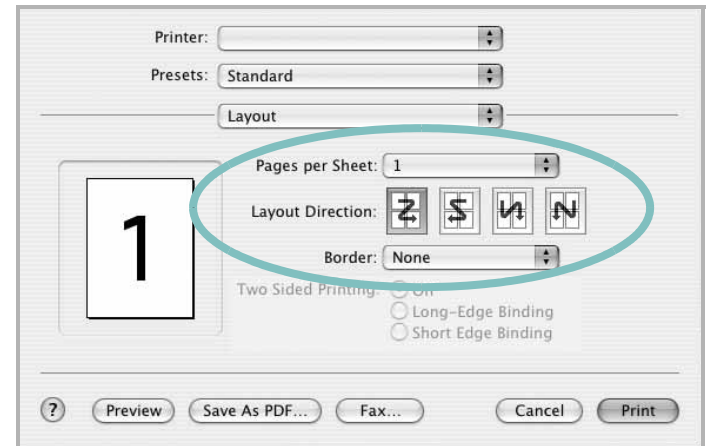 Printer:
Presets: Standard
Layout
Pages per Sheet: 1
Layout Direction:
Border: None
1
Two Sided Printing: On
Long-Edge Binding
Short Edge Binding
? Preview Save As PDF... Fax... Cancel Print